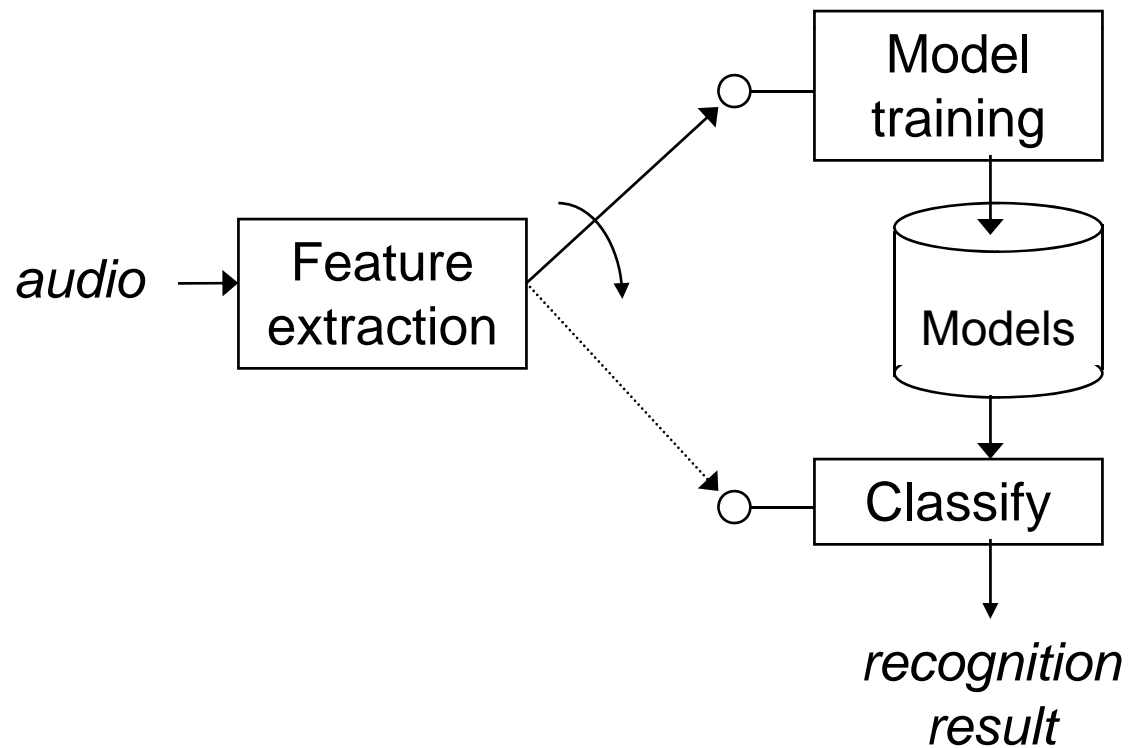 Model
training
audio
Feature
extraction
Models
Classify
recognition
result